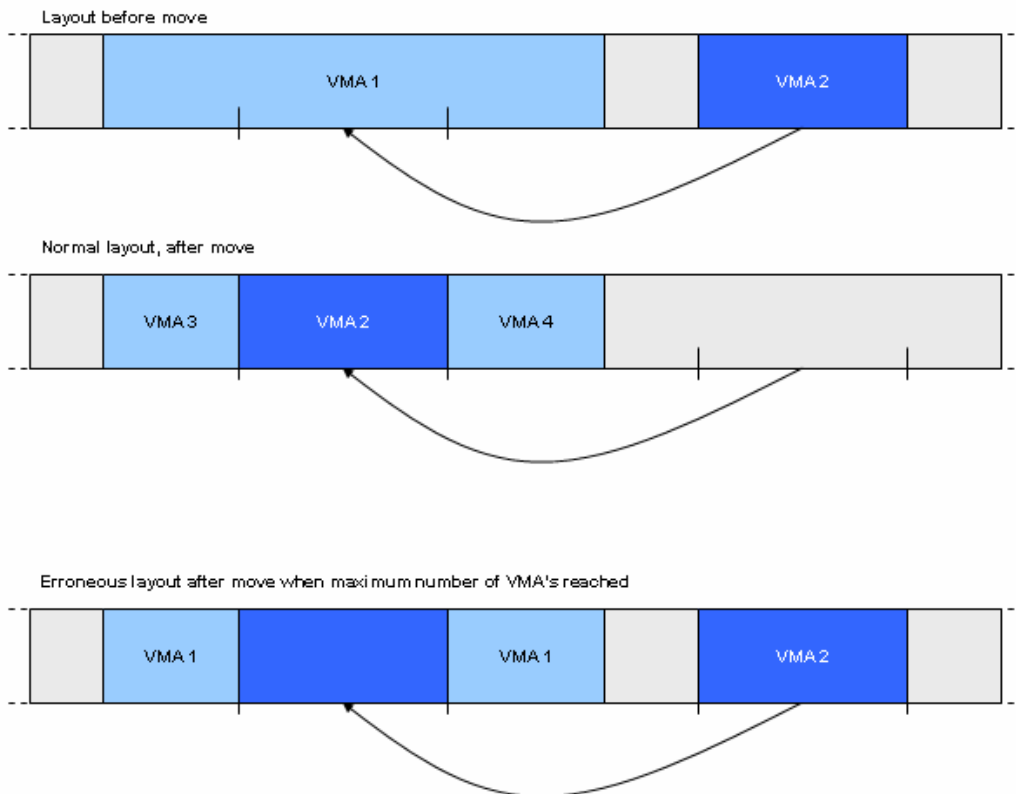 Layout before move
VMA 1
VMA 2
Normal layout, after move
VMA 3
VMA 2
VMA 4
Erroneous layout after move when maximum number of VMA's reached
VMA 1
VMA 1
VMA 2